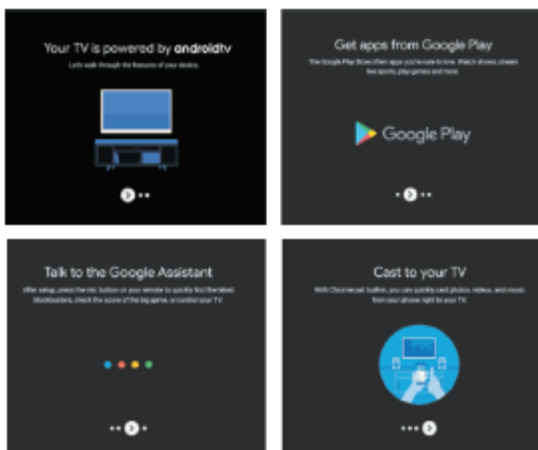 Your TV is powered by androidtv
Let's walk through the features of your device.
Get apps from Google Play
The Google Play Store offers apps you're sure to love. Watch shows, stream
live sports, play games and more.
Google Play
Talk to the Google Assistant
After setup, press the mic button on your remote to quickly find the latest
blockbusters, check the score of the big game, or control your TV
Cast to your TV
With Chromecast built-in, you can quickly cast photos, videos, and music
from your phone right to your TV.